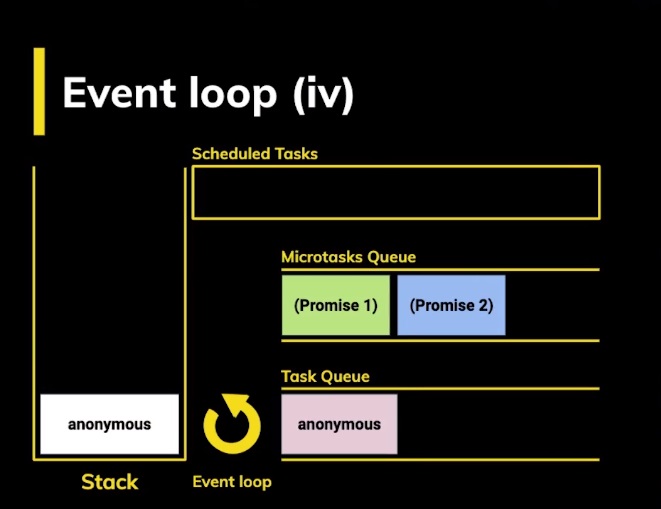 Event loop (iv)
Scheduled Tasks
Microtasks Queue
(Promise 1) (Promise 2)
Task Queue
anonymous anonymous
Stack Event loop